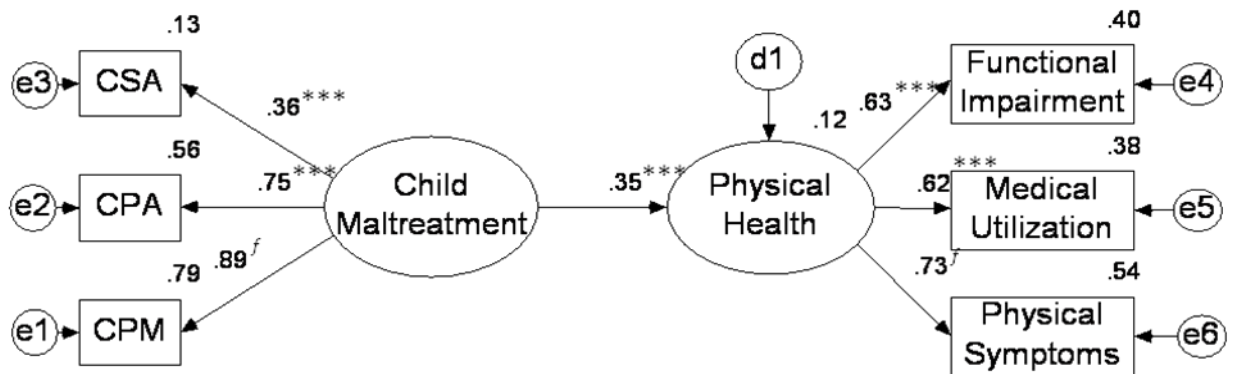 .13
e3
CSA
.36***
.56
e2
CPA
.75***
.79
.89f
e1
CPM
Child
Maltreatment
.35***
d1
.12
Physical
Health
.63***
.40
Functional
Impairment
e4
.38
.62***
Medical
Utilization
e5
.73f
.54
Physical
Symptoms
e6